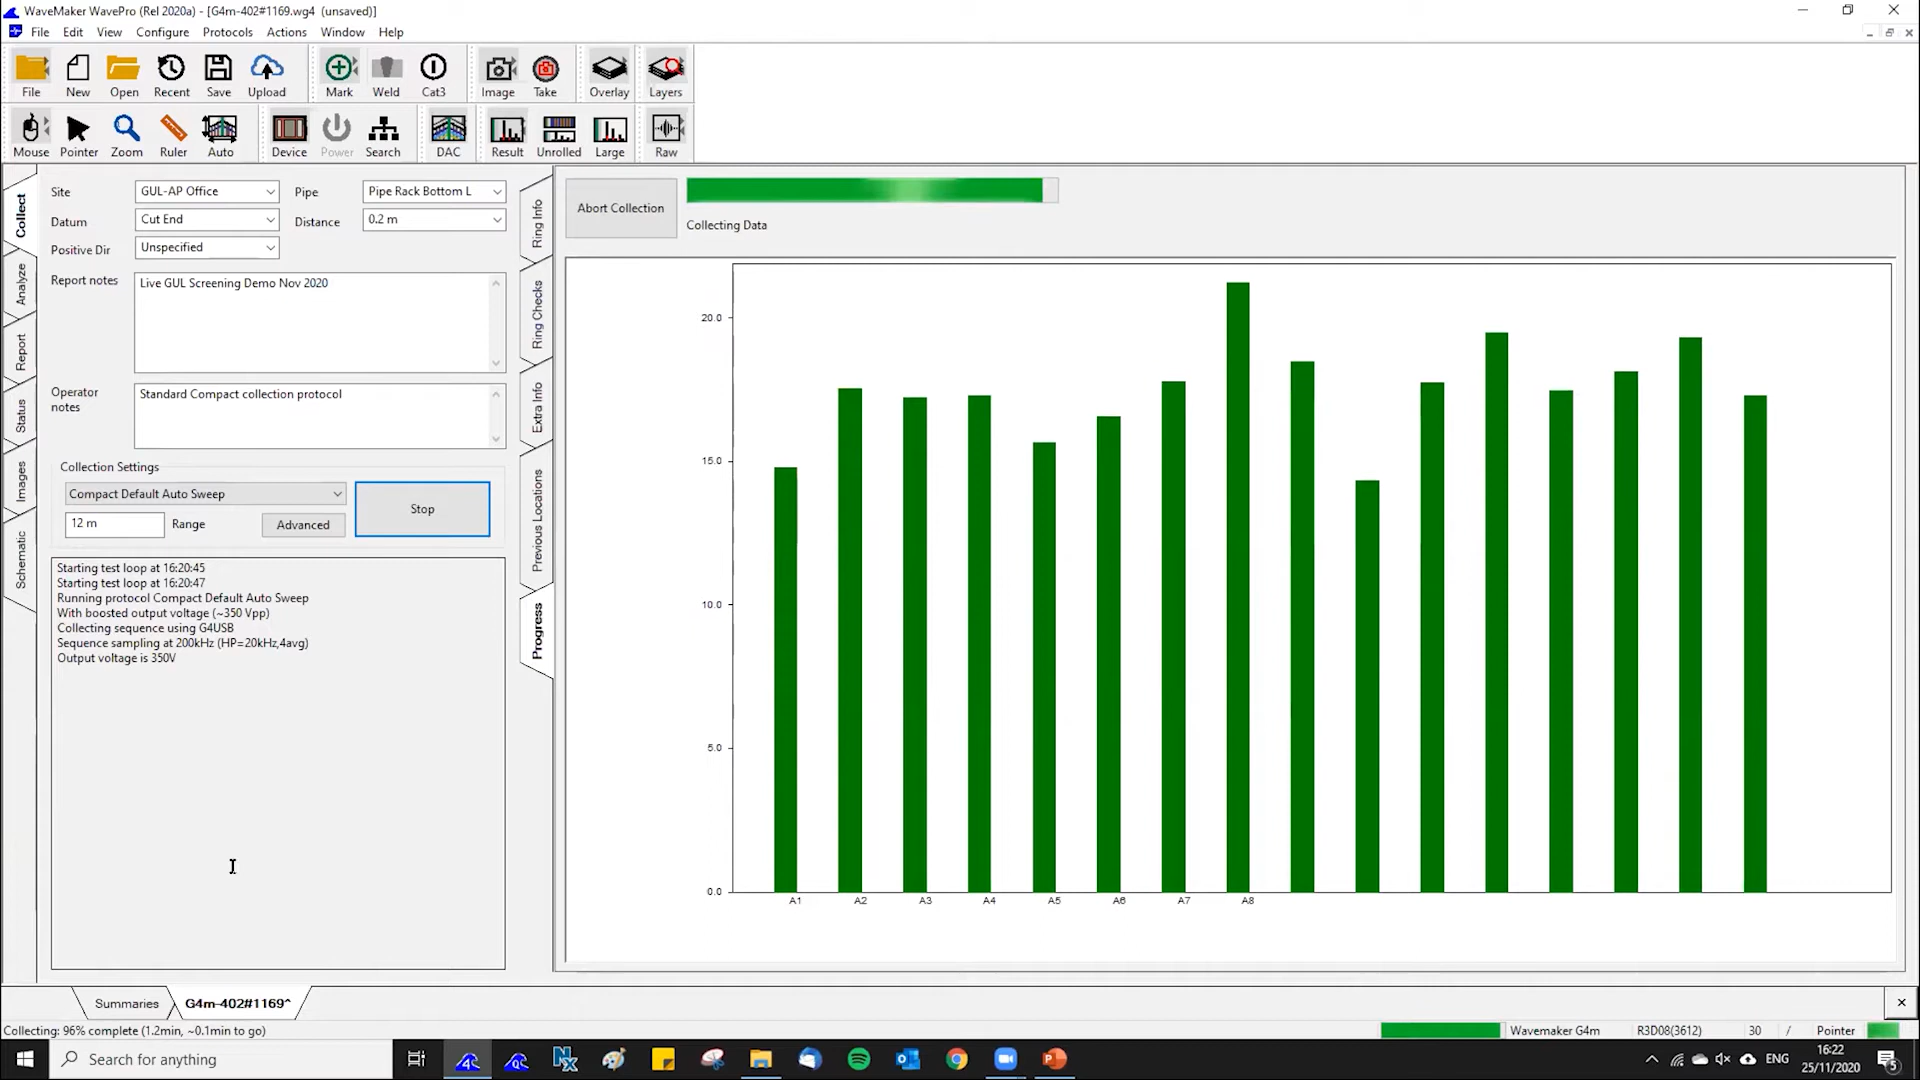 WaveMaker WavePro (Rel 2020a) - [G4m-402#1169.wg4 (unsaved)]
File Edit View Configure Protocols Actions Window Help
File New Open Recent Save Upload Mark Weld Cat3 Image Take Overlay Layers
Mouse Pointer Zoom Ruler Auto Device Power Search DAC Result Unrolled Large Raw
Collect
Analyze
Report
Status
Images
Schematic
Site GUL-AP Office Pipe Pipe Rack Bottom L
Datum Cut End Distance 0.2 m
Positive Dir Unspecified
Report notes Live GUL Screening Demo Nov 2020
Operator notes Standard Compact collection protocol
Collection Settings
Compact Default Auto Sweep
12 m Range Advanced Stop
Starting test loop at 16:20:45
Starting test loop at 16:20:47
Running protocol Compact Default Auto Sweep
With boosted output voltage (~350 Vpp)
Collecting sequence using G4USB
Sequence sampling at 200kHz (HP=20kHz,4avg)
Output voltage is 350V
Ring Info
Ring Checks
Extra Info
Previous Locations
Progress
Abort Collection
Collecting Data
20.0
15.0
10.0
5.0
0.0
A1 A2 A3 A4 A5 A6 A7 A8
Summaries G4m-402#1169^
Collecting: 96% complete (1.2min, ~0.1min to go)
Wavemaker G4m R3D08(3612) 30 / Pointer
Search for anything
ENG
16:22
25/11/2020
5